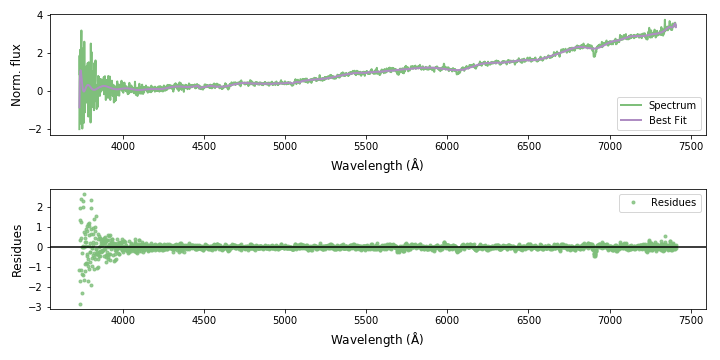 4
2
0
−2
Norm. flux
Spectrum
Best Fit
4000 4500 5000 5500 6000 6500 7000 7500
Wavelength (Å)
2
1
0
−1
−2
−3
Residues
Residues
4000 4500 5000 5500 6000 6500 7000 7500
Wavelength (Å)